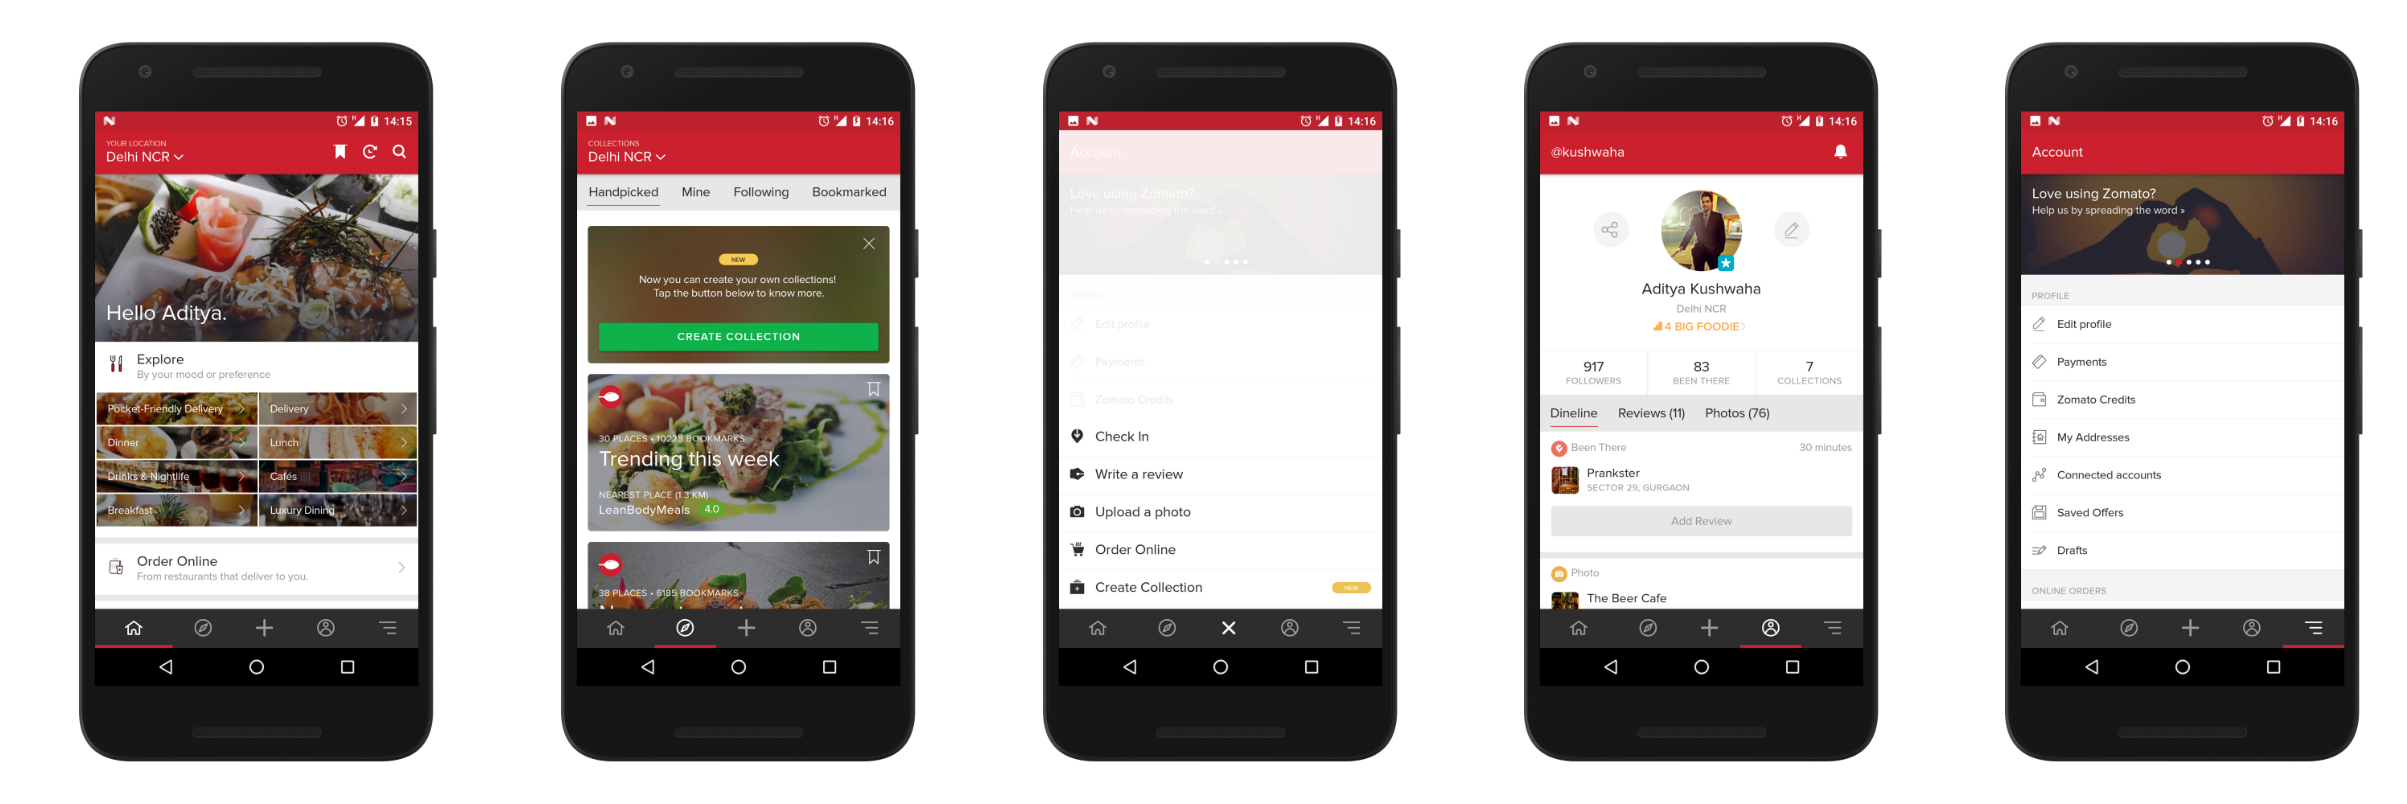 14:15
YOUR LOCATION
Delhi NCR
Hello Aditya.
Explore
By your mood or preference
Pocket-Friendly Delivery
Delivery
Dinner
Lunch
Drinks & Nightlife
Cafés
Breakfast
Luxury Dining
Order Online
From restaurants that deliver to you.
H 14:16
COLLECTIONS
Delhi NCR
Handpicked Mine Following Bookmarked
NEW
Now you can create your own collections!
Tap the button below to know more.
CREATE COLLECTION
30 PLACES • 10228 BOOKMARKS
Trending this week
NEAREST PLACE (1.3 KM)
LeanBodyMeals 4.0
38 PLACES • 6185 BOOKMARKS
H 14:16
Account
Love using Zomato?
Help us by spreading the word »
PROFILE
Edit profile
Payments
Zomato Credits
Check In
Write a review
Upload a photo
Order Online
Create Collection NEW
H 14:16
@kushwaha
Aditya Kushwaha
Delhi NCR
4 BIG FOODIE
917 83 7
FOLLOWERS BEEN THERE COLLECTIONS
Dineline Reviews (11) Photos (76)
Been There 30 minutes
Prankster
SECTOR 29, GURGAON
Add Review
Photo
The Beer Cafe
H 14:16
Account
Love using Zomato?
Help us by spreading the word »
PROFILE
Edit profile
Payments
Zomato Credits
My Addresses
Connected accounts
Saved Offers
Drafts
ONLINE ORDERS